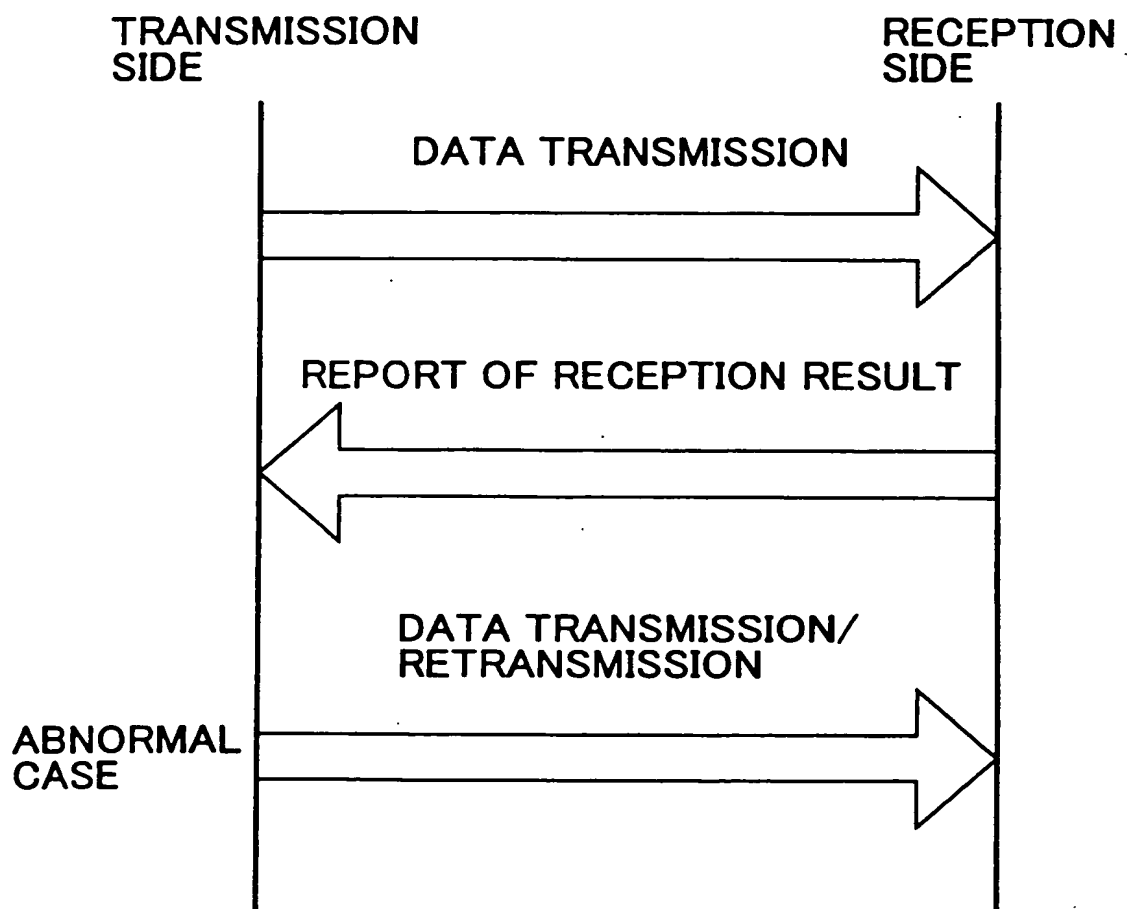 TRANSMISSION
SIDE
RECEPTION
SIDE
DATA TRANSMISSION
REPORT OF RECEPTION RESULT
DATA TRANSMISSION/
RETRANSMISSION
ABNORMAL
CASE